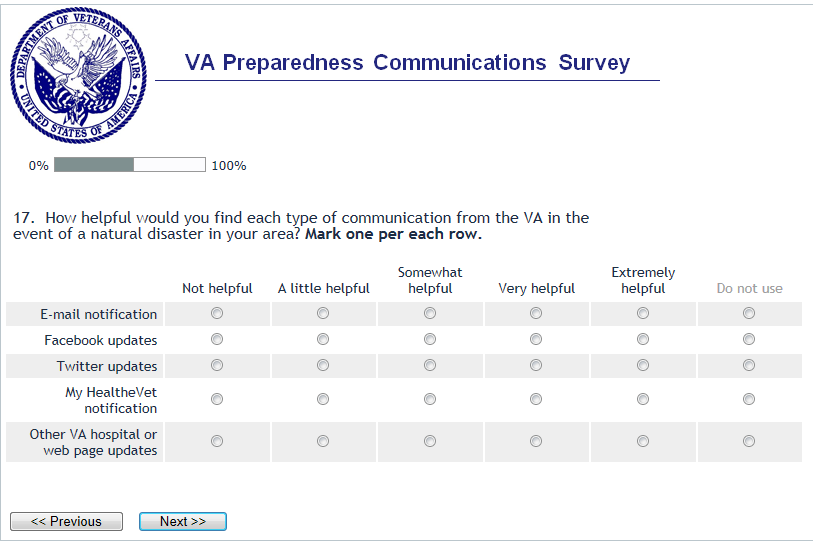 DEPARTMENT OF VETERANS AFFAIRS
UNITED STATES OF AMERICA
VA Preparedness Communications Survey
0% 100%
17. How helpful would you find each type of communication from the VA in the
event of a natural disaster in your area? Mark one per each row.
Not helpful A little helpful Somewhat helpful Very helpful Extremely helpful Do not use
E-mail notification
Facebook updates
Twitter updates
My HealtheVet
notification
Other VA hospital or
web page updates
<< Previous Next >>